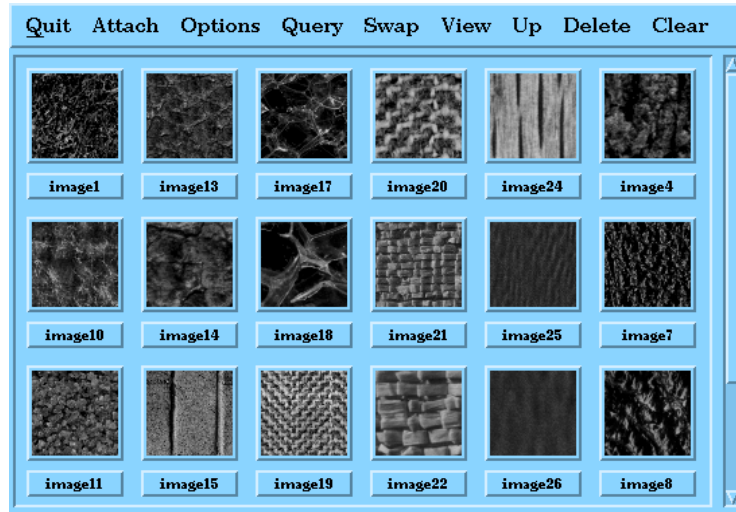 Quit Attach Options Query Swap View Up Delete Clear
image1 image13 image17 image20 image24 image4
image10 image14 image18 image21 image25 image7
image11 image15 image19 image22 image26 image8